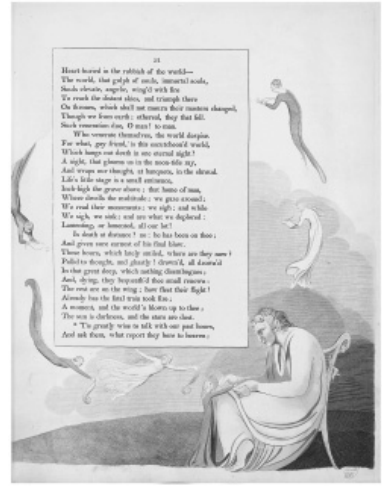 31
Heart buried in the rubbish of the world—
The world, that gulph of souls, immortal souls,
Souls elevate, angelic, wing'd with fire
To reach the distant skies, and triumph there
On thrones, which shall not mourn their masters changed,
Though we from earth; ethereal, they that fell.
Such veneration due, O man! to man.
Who venerate themselves, the world despise.
For what, gay friend, is this escutcheon'd world,
Which hangs out death in one eternal night?
A night, that glooms us in the noon-tide ray,
And wraps our thought, at banquets, in the shroud.
Life's little stage is a small eminence,
Inch-high the grave above; that home of man,
Where dwells the multitude; we gaze around;
We read their monuments; we sigh; and while
We sigh, we sink; and are what we deplored:
Lamenting, or lamented, all our lot!
Is death at distance? no: he has been on thee;
And given sure earnest of his final blow.
Those hours, which lately smiled, where are they now?
Pallid to thought, and ghastly! drown'd, all drown'd
In that great deep, which nothing disembogues;
And, dying, they bequeath'd thee small renown:
The rest are on the wing; how fleet their flight!
Already has the fatal train took fire;
A moment, and the world's blown up to thee;
The sun is darkness, and the stars are dust.
* 'Tis greatly wise to talk with our past hours,
And ask them, what report they bore to heaven;